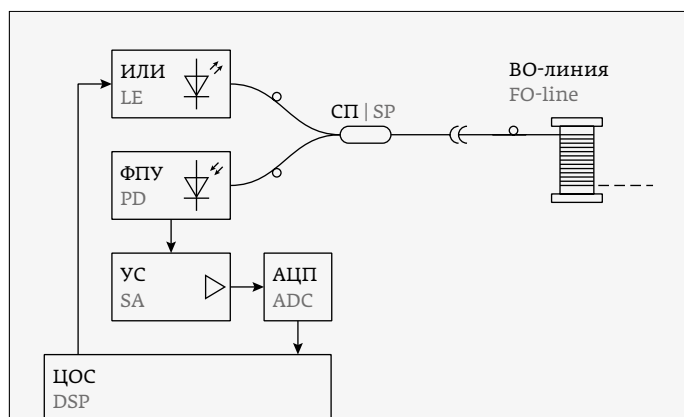 ИЛИ
LE
ВО-линия
FO-line
СП | SP
ФПУ
PD
УС
SA
АЦП
ADC
ЦОС
DSP